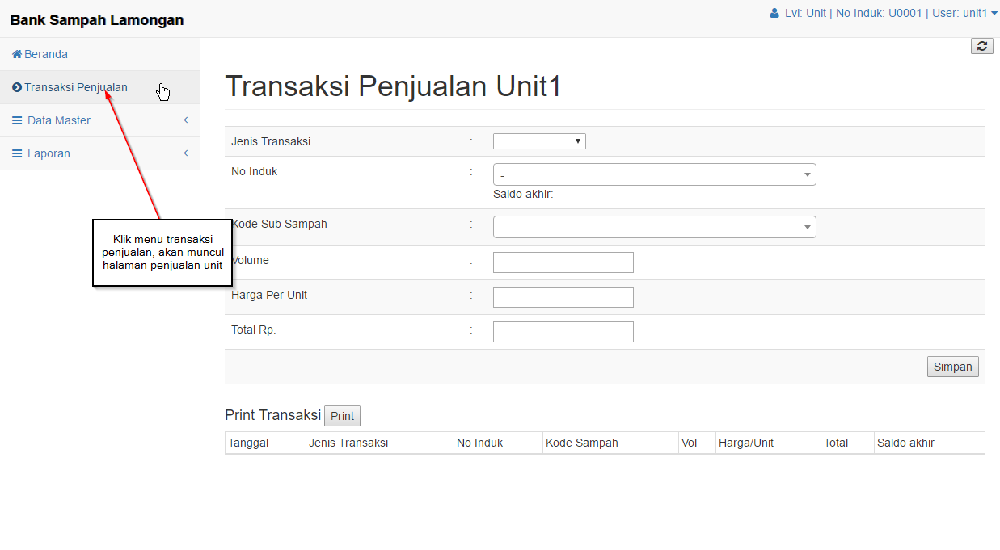 Bank Sampah Lamongan
Lvl: Unit | No Induk: U0001 | User: unit1
Beranda
Transaksi Penjualan
Data Master
Laporan
Klik menu transaksi
penjualan, akan muncul
halaman penjualan unit
Transaksi Penjualan Unit1
Jenis Transaksi :
No Induk : -
Saldo akhir:
Kode Sub Sampah :
Volume :
Harga Per Unit :
Total Rp. :
Simpan
Print Transaksi Print
Tanggal Jenis Transaksi No Induk Kode Sampah Vol Harga/Unit Total Saldo akhir